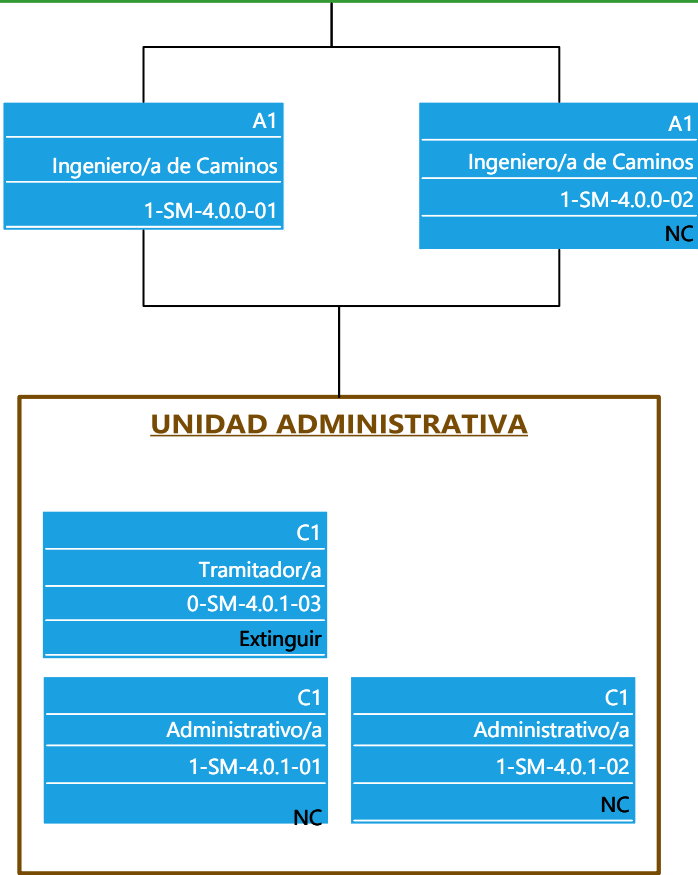 A1
Ingeniero/a de Caminos
1-SM-4.0.0-01
A1
Ingeniero/a de Caminos
1-SM-4.0.0-02
NC
UNIDAD ADMINISTRATIVA
C1
Tramitador/a
0-SM-4.0.1-03
Extinguir
C1
Administrativo/a
1-SM-4.0.1-01
NC
C1
Administrativo/a
1-SM-4.0.1-02
NC